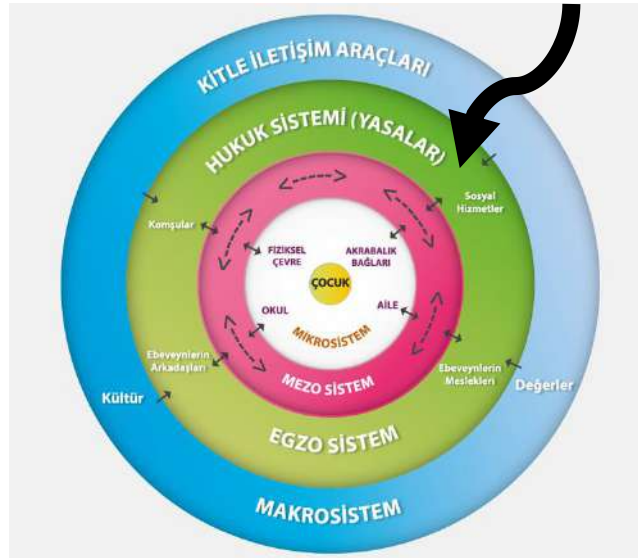 KİTLE İLETİŞİM ARAÇLARI
HUKUK SİSTEMİ (YASALAR)
Sosyal
Hizmetler
Komşular
FİZİKSEL
ÇEVRE
AKRABALIK
BAĞLARI
ÇOCUK
OKUL
AİLE
MİKROSİSTEM
Ebeveynlerin
Arkadaşları
Ebeveynlerin
Meslekleri
MEZO SİSTEM
Kültür
Değerler
EGZO SİSTEM
MAKROSİSTEM